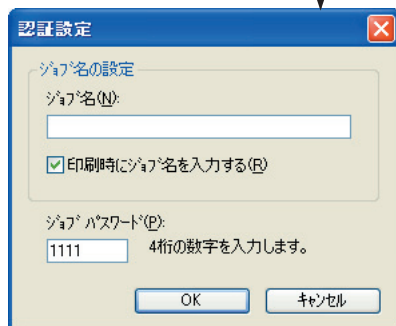 認証設定
ｼﾞｮﾌﾞ名の設定
ｼﾞｮﾌﾞ名(N):
印刷時にｼﾞｮﾌﾞ名を入力する(R)
ｼﾞｮﾌﾞ ﾊﾟｽﾜｰﾄﾞ(P):
1111 4桁の数字を入力します。
OK ｷｬﾝｾﾙ